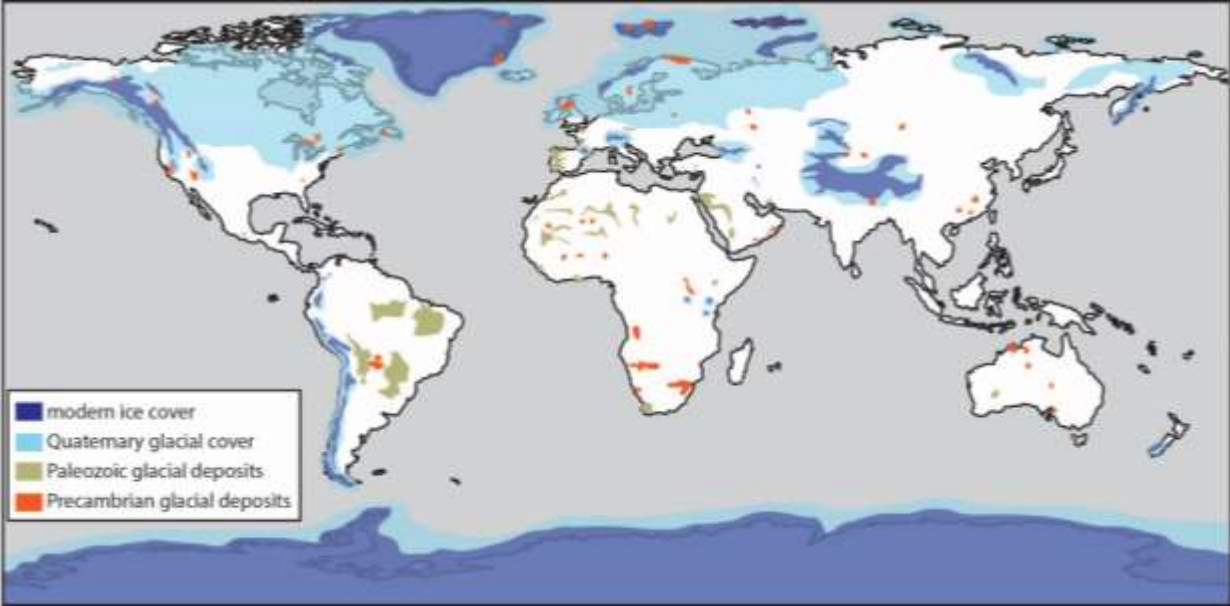 modern ice cover
Quaternary glacial cover
Paleozoic glacial deposits
Precambrian glacial deposits